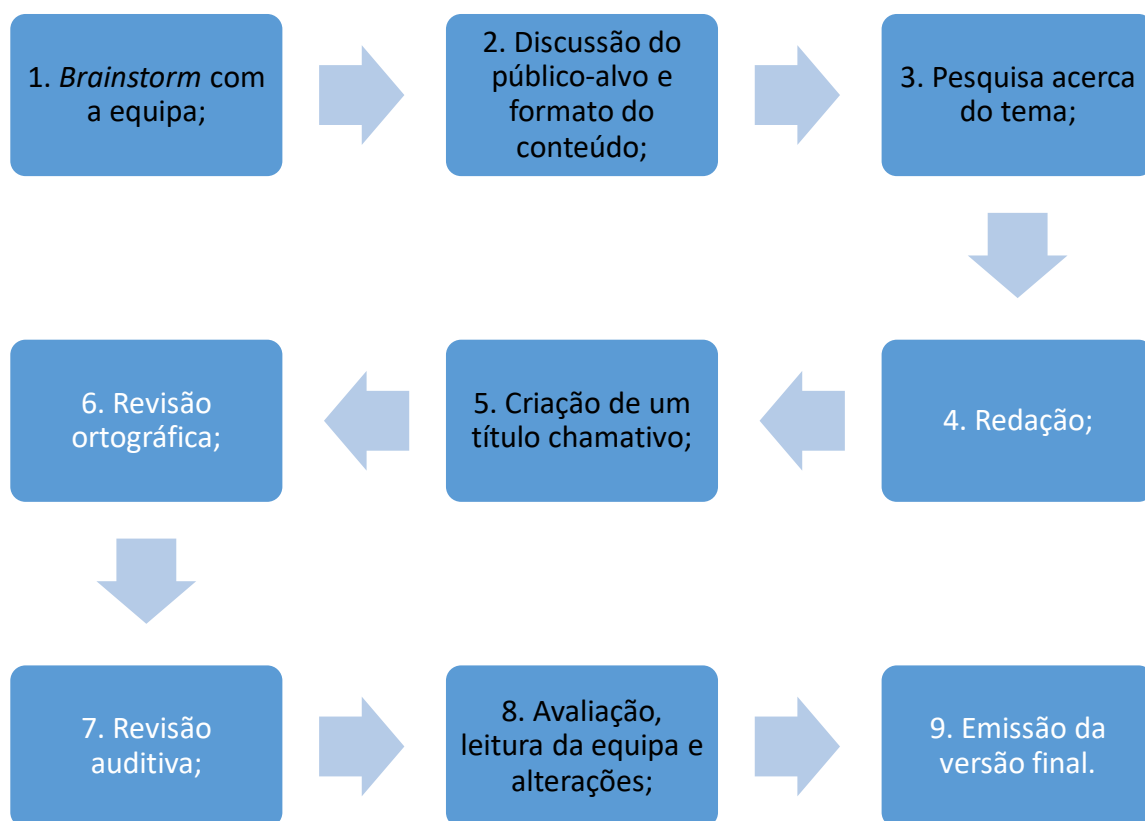 1. Brainstorm com
a equipa;
2. Discussão do
público-alvo e
formato do
conteúdo;
3. Pesquisa acerca
do tema;
4. Redação;
5. Criação de um
título chamativo;
6. Revisão
ortográfica;
7. Revisão
auditiva;
8. Avaliação,
leitura da equipa e
alterações;
9. Emissão da
versão final.